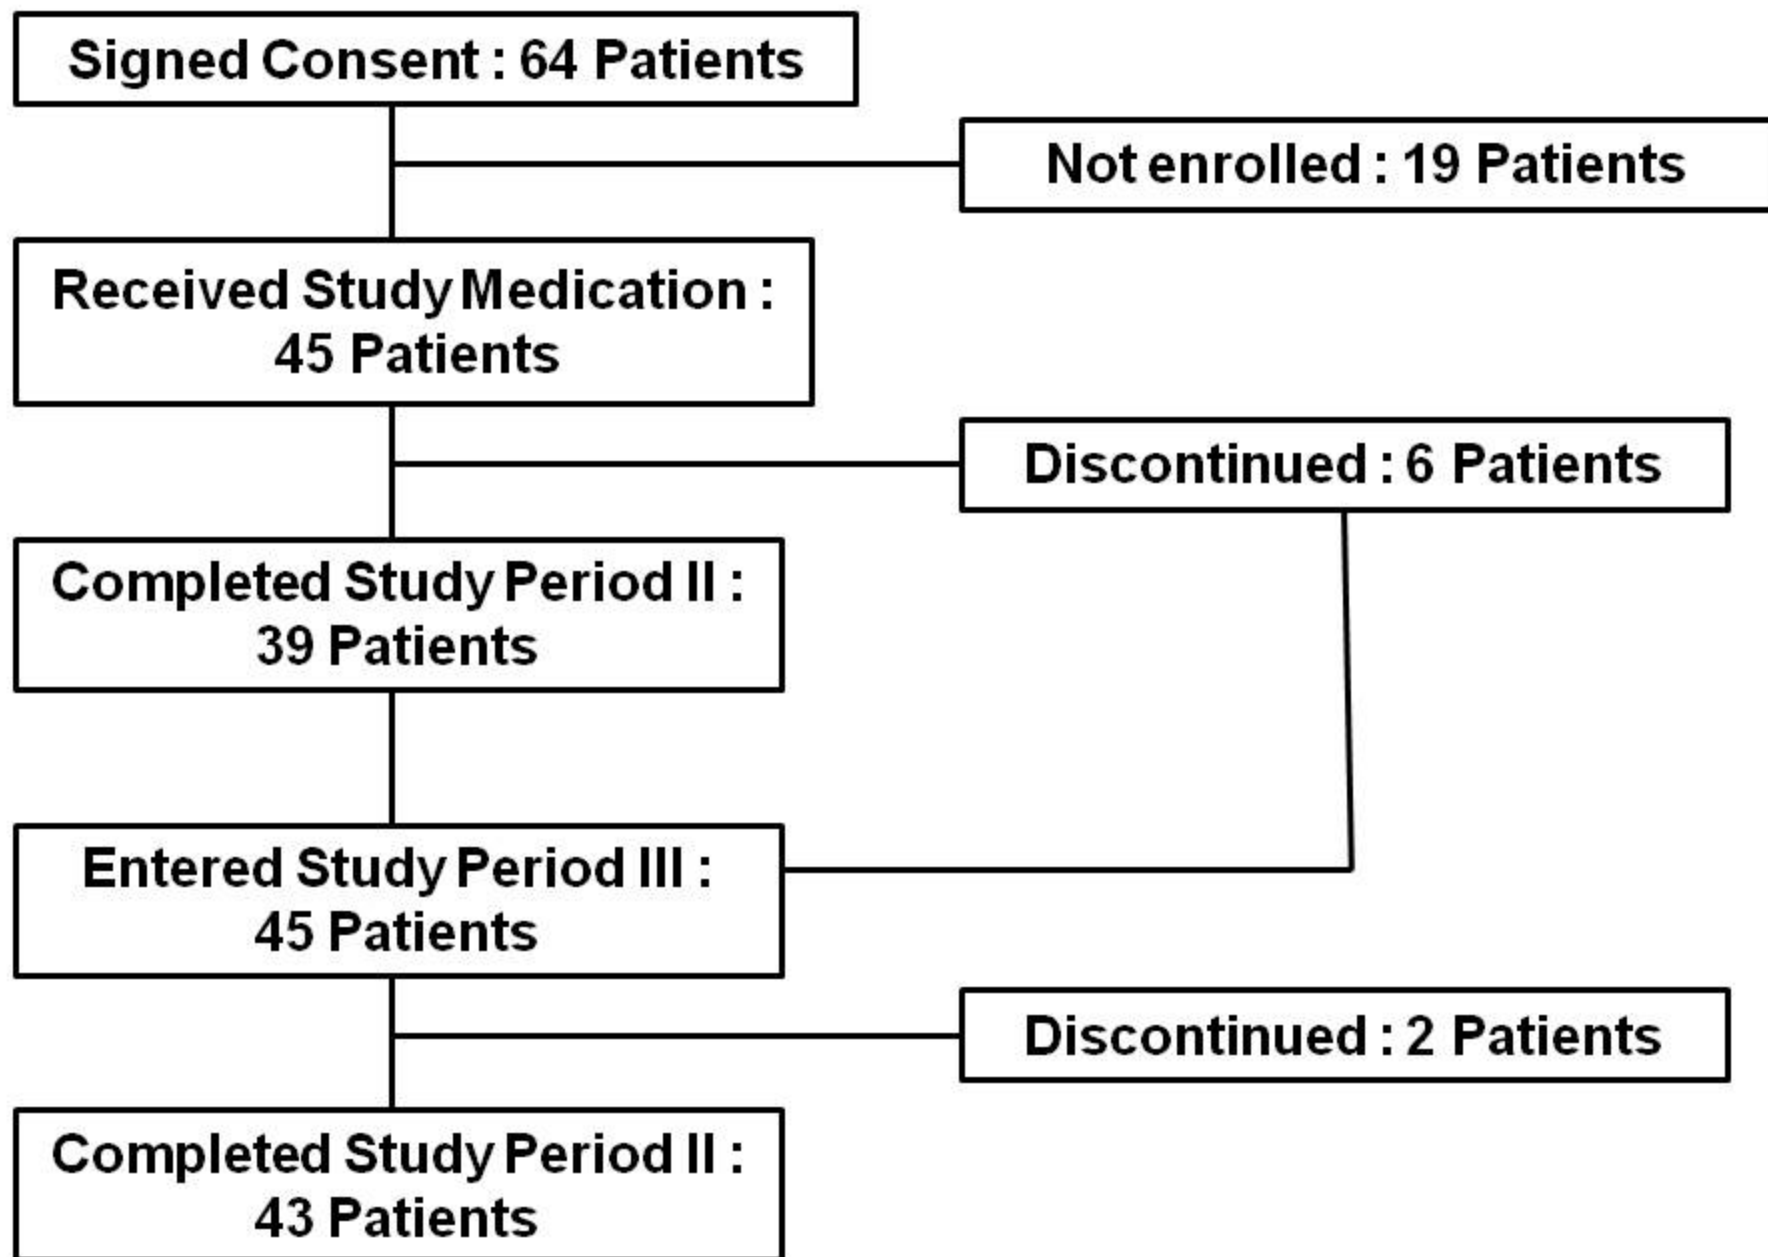 Signed Consent : 64 Patients
Not enrolled : 19 Patients
Received Study Medication :
45 Patients
Discontinued : 6 Patients
Completed Study Period II :
39 Patients
Entered Study Period III :
45 Patients
Discontinued : 2 Patients
Completed Study Period II :
43 Patients